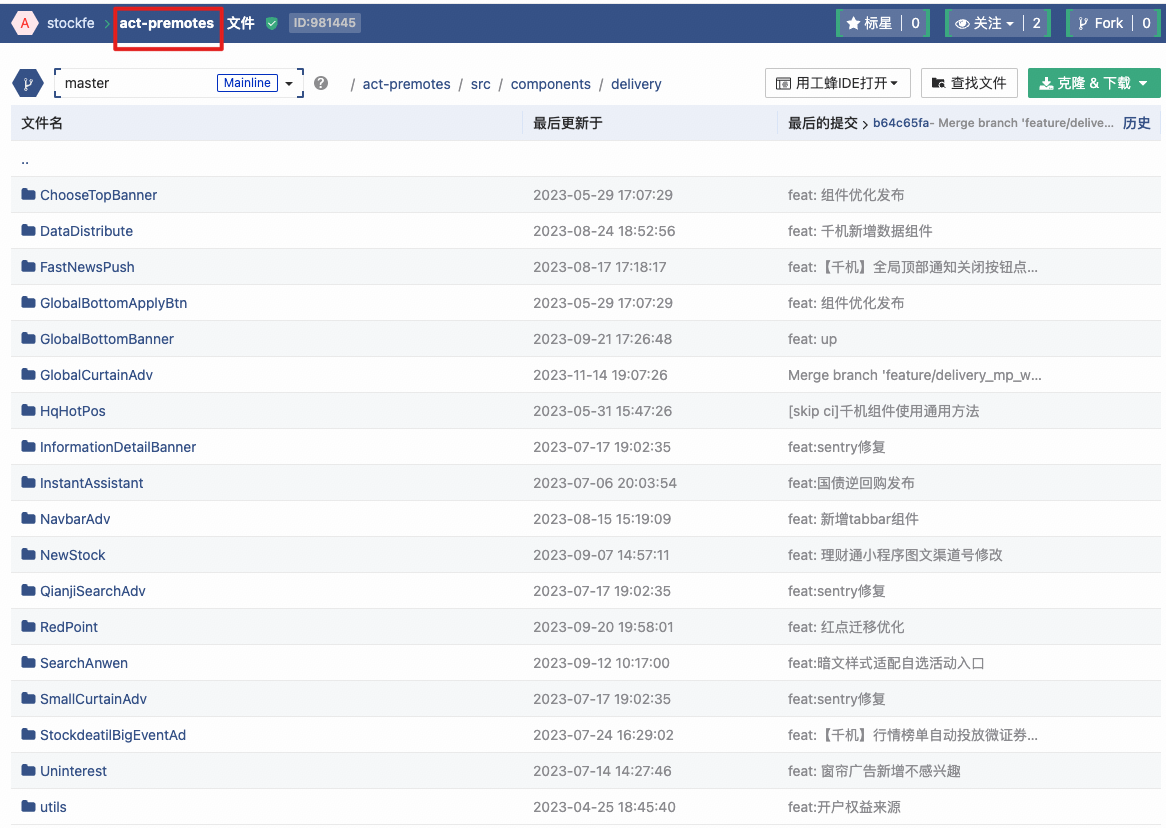 A stockfe > act-premotes 文件 ID:981445 标星 0 关注 2 Fork 0
master Mainline / act-premotes / src / components / delivery 用工蜂IDE打开 查找文件 克隆 & 下载
文件名 最后更新于 最后的提交 > b64c65fa- Merge branch 'feature/delive... 历史
..
ChooseTopBanner 2023-05-29 17:07:29 feat: 组件优化发布
DataDistribute 2023-08-24 18:52:56 feat: 千机新增数据组件
FastNewsPush 2023-08-17 17:18:17 feat:【千机】全局顶部通知关闭按钮点...
GlobalBottomApplyBtn 2023-05-29 17:07:29 feat: 组件优化发布
GlobalBottomBanner 2023-09-21 17:26:48 feat: up
GlobalCurtainAdv 2023-11-14 19:07:26 Merge branch 'feature/delivery_mp_w...
HqHotPos 2023-05-31 15:47:26 [skip ci]千机组件使用通用方法
InformationDetailBanner 2023-07-17 19:02:35 feat:sentry修复
InstantAssistant 2023-07-06 20:03:54 feat:国债逆回购发布
NavbarAdv 2023-08-15 15:19:09 feat: 新增tabbar组件
NewStock 2023-09-07 14:57:11 feat: 理财通小程序图文渠道号修改
QianjiSearchAdv 2023-07-17 19:02:35 feat:sentry修复
RedPoint 2023-09-20 19:58:01 feat: 红点迁移优化
SearchAnwen 2023-09-12 10:17:00 feat:暗文样式适配自选活动入口
SmallCurtainAdv 2023-07-17 19:02:35 feat:sentry修复
StockdeatilBigEventAd 2023-07-24 16:29:02 feat:【千机】行情榜单自动投放微证券...
Uninterest 2023-07-14 14:27:46 feat: 窗帘广告新增不感兴趣
utils 2023-04-25 18:45:40 feat:开户权益来源